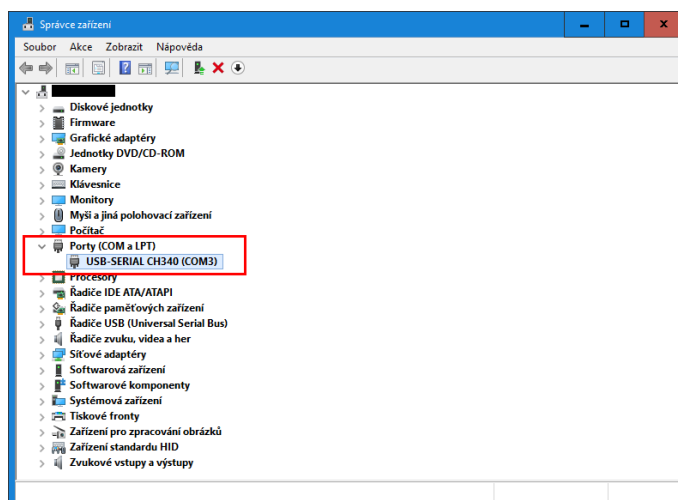 Správce zařízení
Soubor Akce Zobrazit Nápověda
Diskové jednotky
Firmware
Grafické adaptéry
Jednotky DVD/CD-ROM
Kamery
Klávesnice
Monitory
Myši a jiná polohovací zařízení
Počítač
Porty (COM a LPT)
USB-SERIAL CH340 (COM3)
Procesory
Řadiče IDE ATA/ATAPI
Řadiče paměťových zařízení
Řadiče USB (Universal Serial Bus)
Řadiče zvuku, videa a her
Síťové adaptéry
Softwarová zařízení
Softwarové komponenty
Systémová zařízení
Tiskové fronty
Zařízení pro zpracování obrázků
Zařízení standardu HID
Zvukové vstupy a výstupy